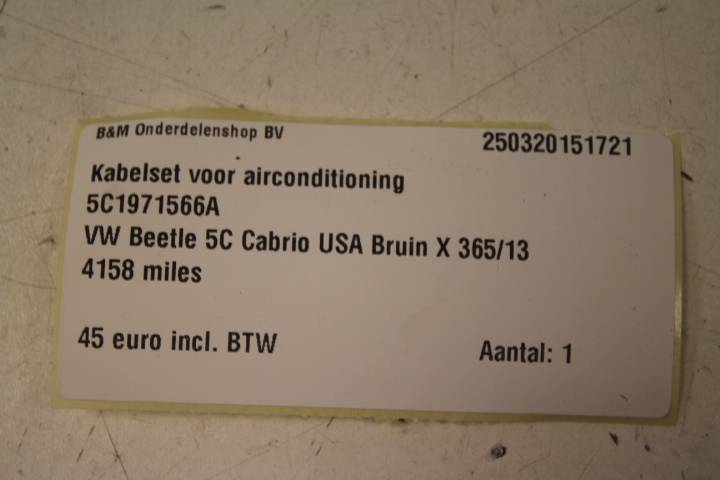 B&M Onderdelenshop BV 250320151721
Kabelset voor airconditioning
5C1971566A
VW Beetle 5C Cabrio USA Bruin X 365/13
4158 miles
45 euro incl. BTW Aantal: 1